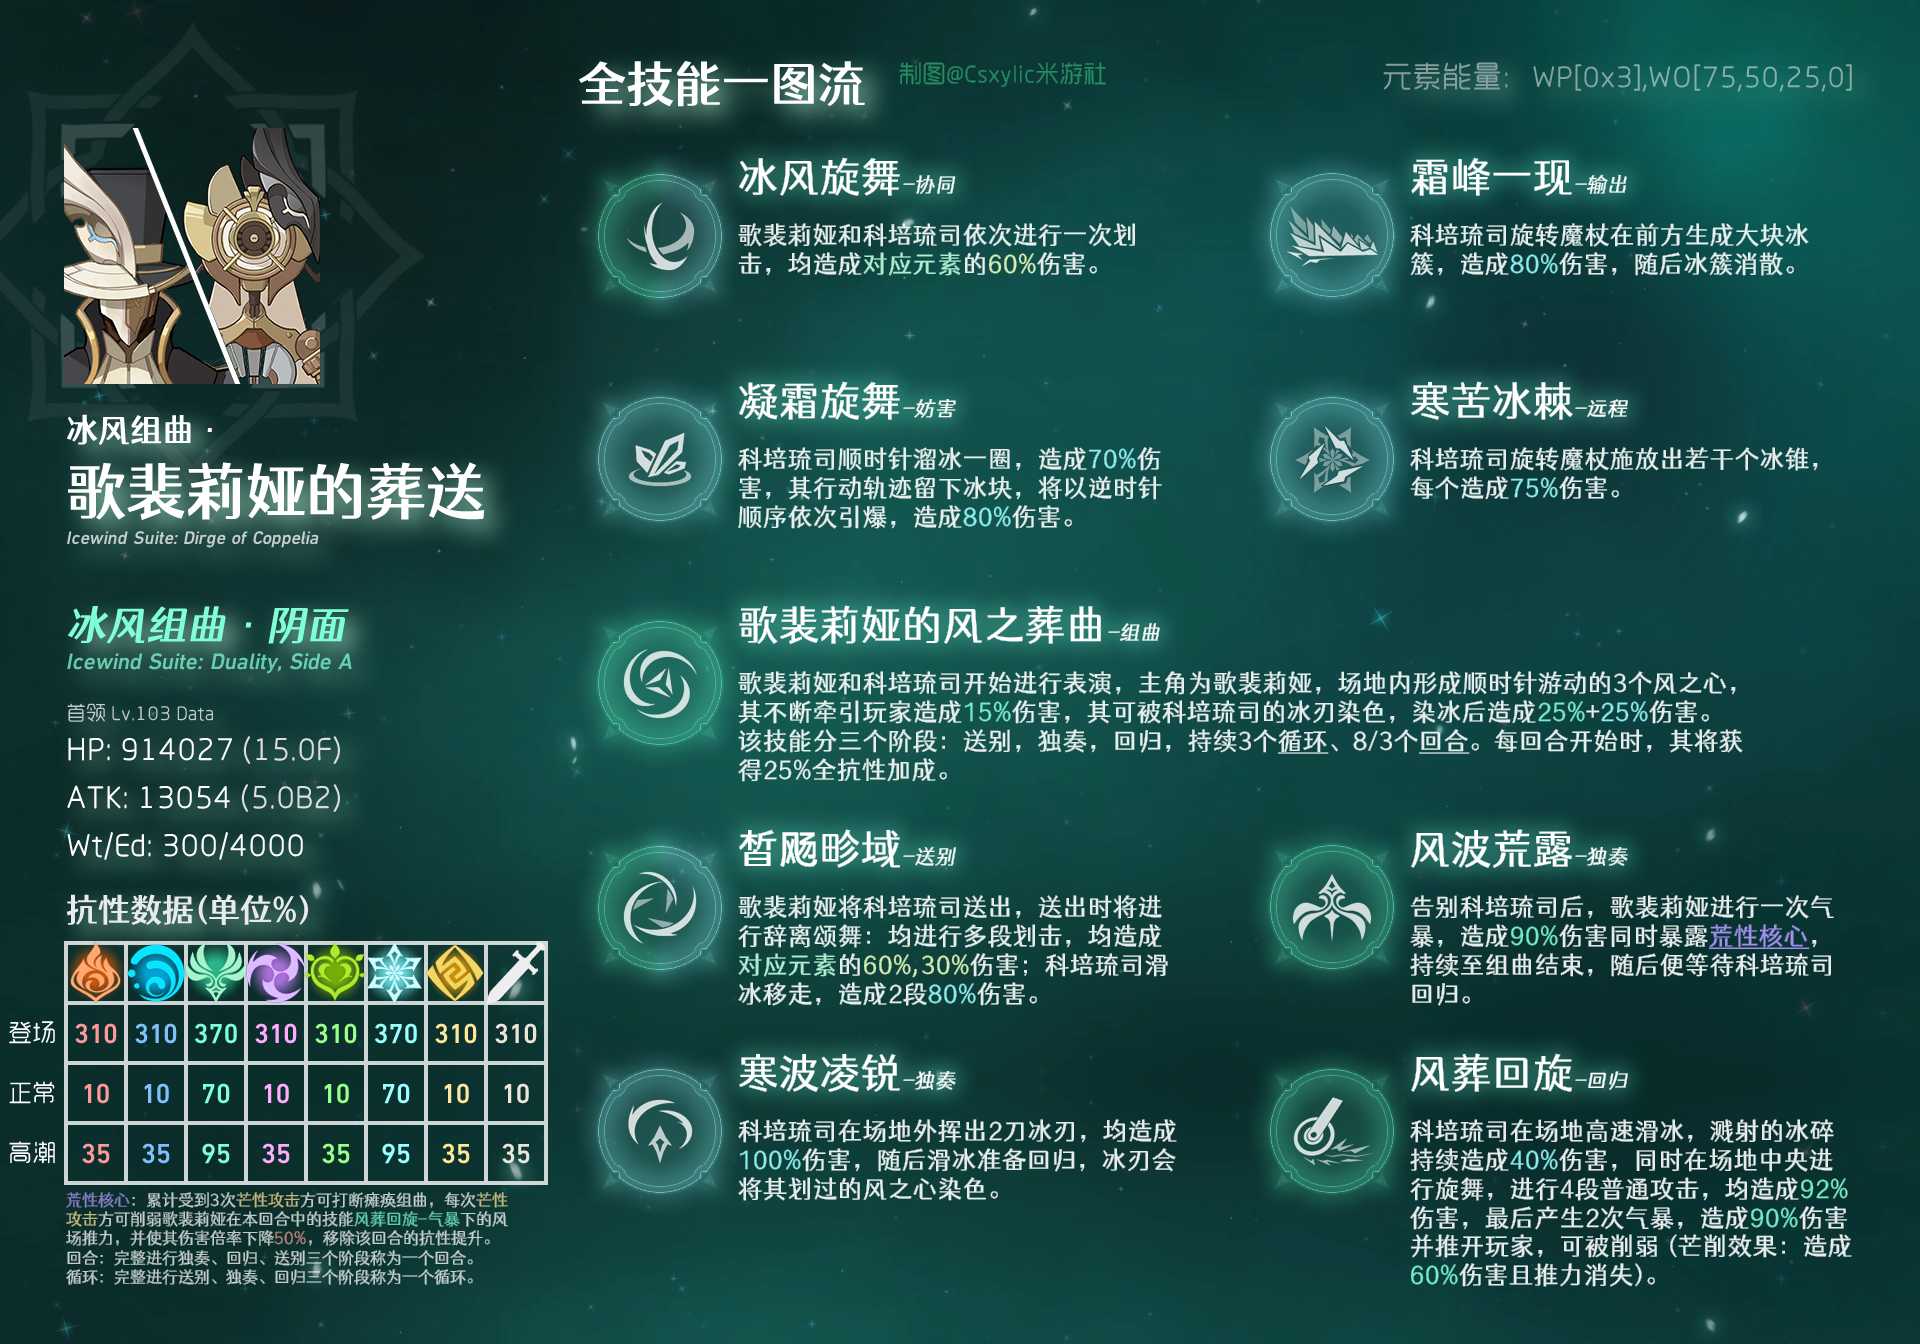 全技能一图流
制图@Csxylic米游社
元素能量: WP[0x3],WO[75,50,25,0]
冰风组曲 ·
歌裴莉娅的葬送
Icewind Suite: Dirge of Coppelia
冰风组曲 · 阴面
Icewind Suite: Duality, Side A
首领 Lv.103 Data
HP: 914027 (15.0F)
ATK: 13054 (5.0B2)
Wt/Ed: 300/4000
抗性数据(单位%)
登场 310 310 370 310 310 370 310 310
正常 10 10 70 10 10 70 10 10
高潮 35 35 95 35 35 95 35 35
荒性核心: 累计受到3次芒性攻击方可打断瘫痪组曲, 每次芒性
攻击方可削弱歌裴莉娅在本回合中的技能风葬回旋-气暴下的风
场推力, 并使其伤害倍率下降50%, 移除该回合的抗性提升。
回合: 完整进行独奏、回归、送别三个阶段称为一个回合。
循环: 完整进行送别、独奏、回归三个阶段称为一个循环。
冰风旋舞-协同
歌裴莉娅和科培琉司依次进行一次划
击, 均造成对应元素的60%伤害。
霜峰一现-输出
科培琉司旋转魔杖在前方生成大块冰
簇, 造成80%伤害, 随后冰簇消散。
凝霜旋舞-妨害
科培琉司顺时针溜冰一圈, 造成70%伤
害, 其行动轨迹留下冰块, 将以逆时针
顺序依次引爆, 造成80%伤害。
寒苦冰棘-远程
科培琉司旋转魔杖施放出若干个冰锥,
每个造成75%伤害。
歌裴莉娅的风之葬曲-组曲
歌裴莉娅和科培琉司开始进行表演, 主角为歌裴莉娅, 场地内形成顺时针游动的3个风之心,
其不断牵引玩家造成15%伤害, 其可被科培琉司的冰刃染色, 染冰后造成25%+25%伤害。
该技能分三个阶段: 送别, 独奏, 回归, 持续3个循环、8/3个回合。每回合开始时, 其将获
得25%全抗性加成。
皙飏畛域-送别
歌裴莉娅将科培琉司送出, 送出时将进
行辞离颂舞: 均进行多段划击, 均造成
对应元素的60%,30%伤害; 科培琉司滑
冰移走, 造成2段80%伤害。
风波荒露-独奏
告别科培琉司后, 歌裴莉娅进行一次气
暴, 造成90%伤害同时暴露荒性核心,
持续至组曲结束, 随后便等待科培琉司
回归。
寒波凌锐-独奏
科培琉司在场地外挥出2刀冰刃, 均造成
100%伤害, 随后滑冰准备回归, 冰刃会
将其划过的风之心染色。
风葬回旋-回归
科培琉司在场地高速滑冰, 溅射的冰碎
持续造成40%伤害, 同时在场地中央进
行旋舞, 进行4段普通攻击, 均造成92%
伤害, 最后产生2次气暴, 造成90%伤害
并推开玩家, 可被削弱 (芒削效果: 造成
60%伤害且推力消失)。